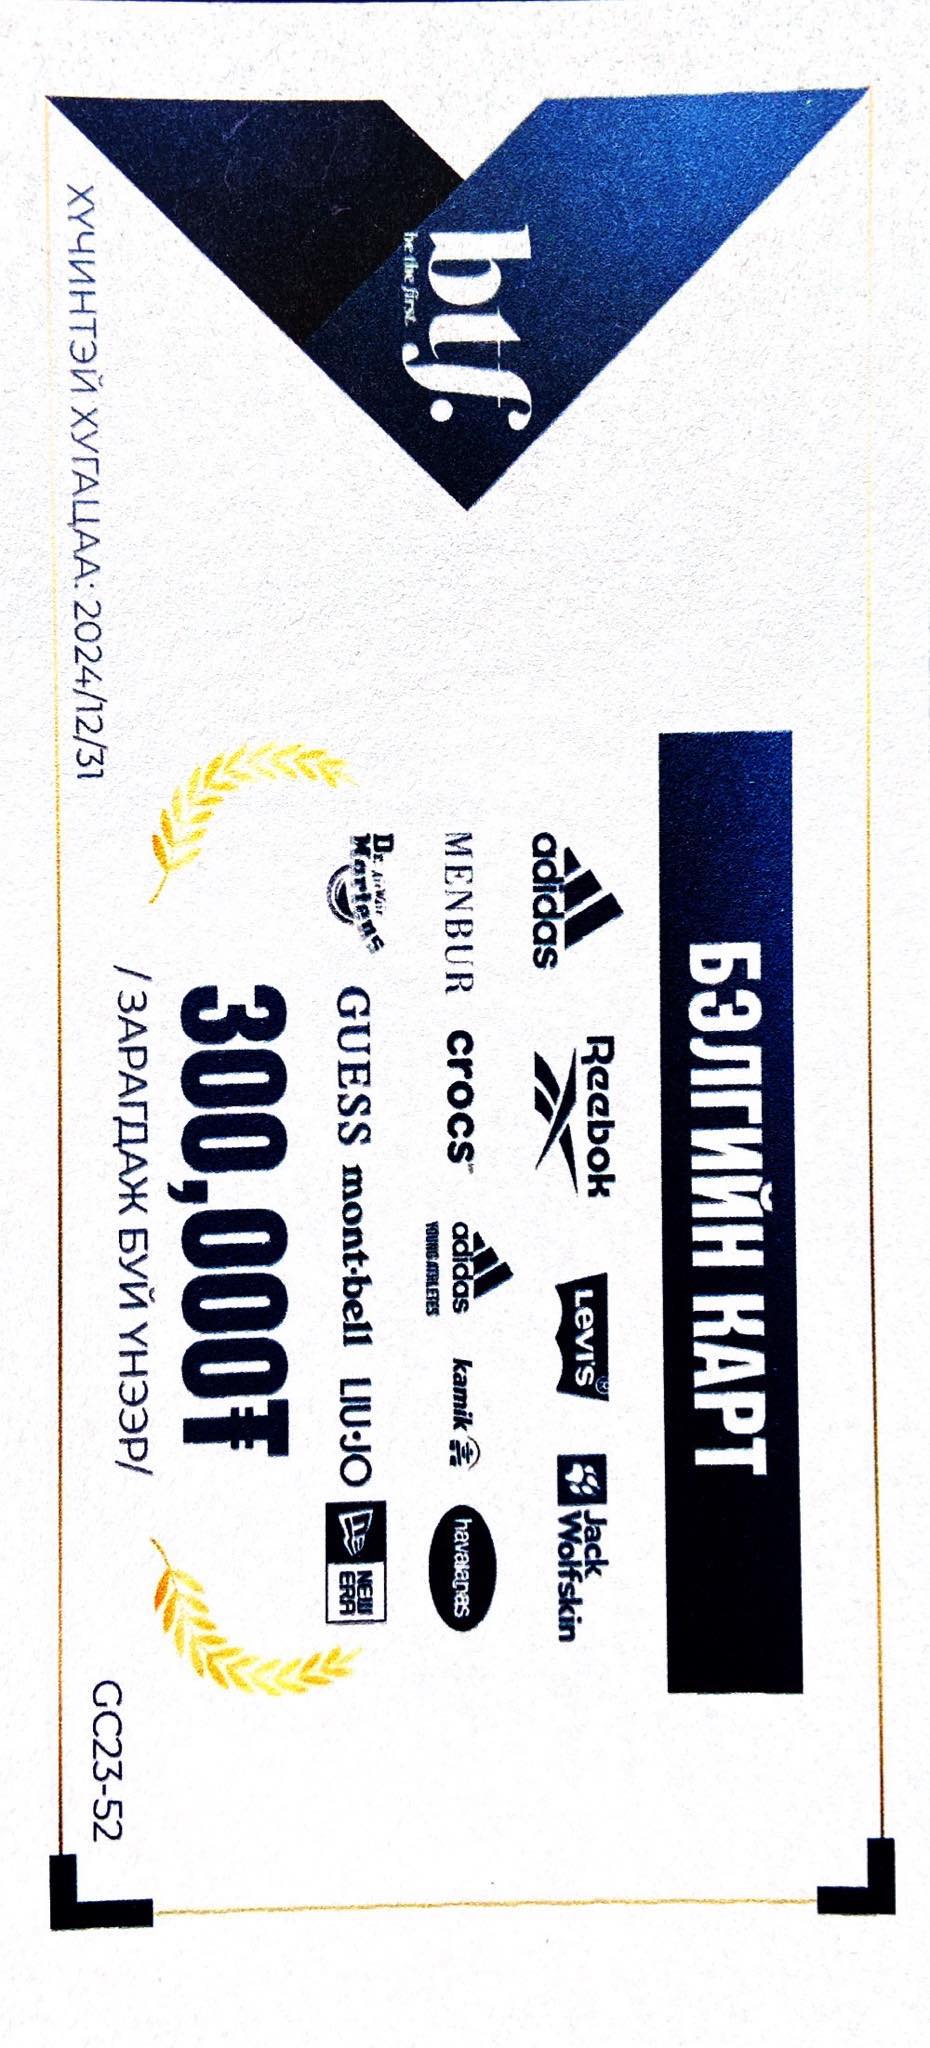 БЭЛГИЙН КАРТ
adidas Reebok Levi's® Jack Wolfskin
MENBUR crocs™ adidas YOUNG ATHLETES kamik havaianas
Dr. AirWair Martens GUESS mont·bell LIU·JO NEW ERA
btf.
be the first.
300,000₮
/ ЗАРАГДАЖ БУЙ ҮНЭЭР/
ХҮЧИНТЭЙ ХУГАЦАА: 2024/12/31
GC23-52